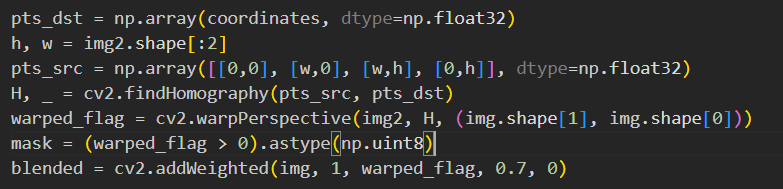 pts_dst = np.array(coordinates, dtype=np.float32)
h, w = img2.shape[:2]
pts_src = np.array([[0,0], [w,0], [w,h], [0,h]], dtype=np.float32)
H, _ = cv2.findHomography(pts_src, pts_dst)
warped_flag = cv2.warpPerspective(img2, H, (img.shape[1], img.shape[0]))
mask = (warped_flag > 0).astype(np.uint8)
blended = cv2.addWeighted(img, 1, warped_flag, 0.7, 0)